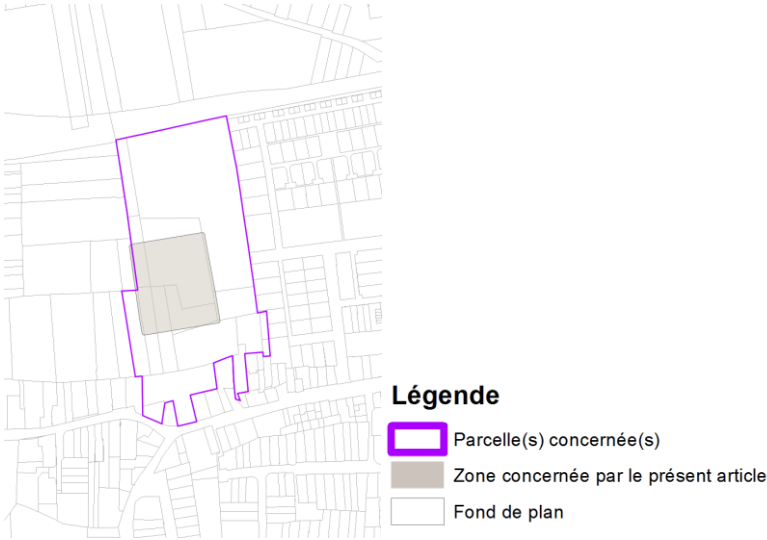 Légende
Parcelle(s) concernée(s)
Zone concernée par le présent article
Fond de plan